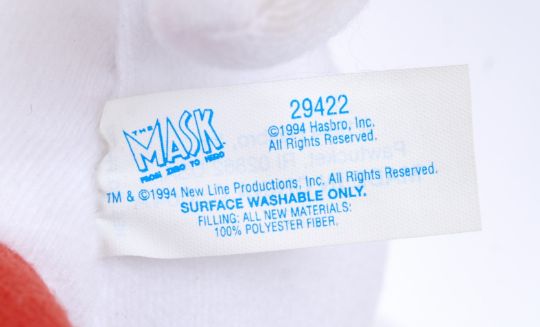 THE
MASK
FROM ZERO TO HERO
29422
©1994 Hasbro, Inc.
All Rights Reserved.
TM & ©1994 New Line Productions, Inc. All Rights Reserved.
SURFACE WASHABLE ONLY.
FILLING: ALL NEW MATERIALS:
100% POLYESTER FIBER.